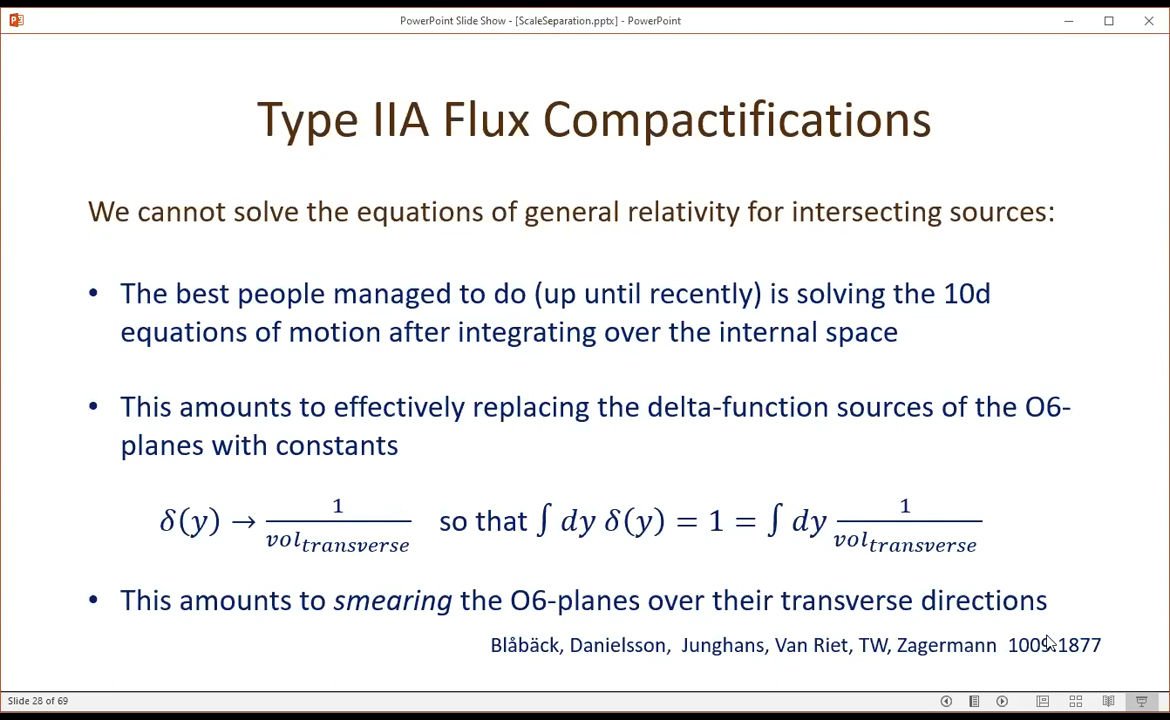 PowerPoint Slide Show - [ScaleSeparation.pptx] - PowerPoint
Type IIA Flux Compactifications
We cannot solve the equations of general relativity for intersecting sources:
• The best people managed to do (up until recently) is solving the 10d
equations of motion after integrating over the internal space
• This amounts to effectively replacing the delta-function sources of the O6-
planes with constants
δ(y) → 1/vol_transverse so that ∫ dy δ(y) = 1 = ∫ dy 1/vol_transverse
• This amounts to smearing the O6-planes over their transverse directions
Blåbäck, Danielsson, Junghans, Van Riet, TW, Zagermann 1009.1877
Slide 28 of 69